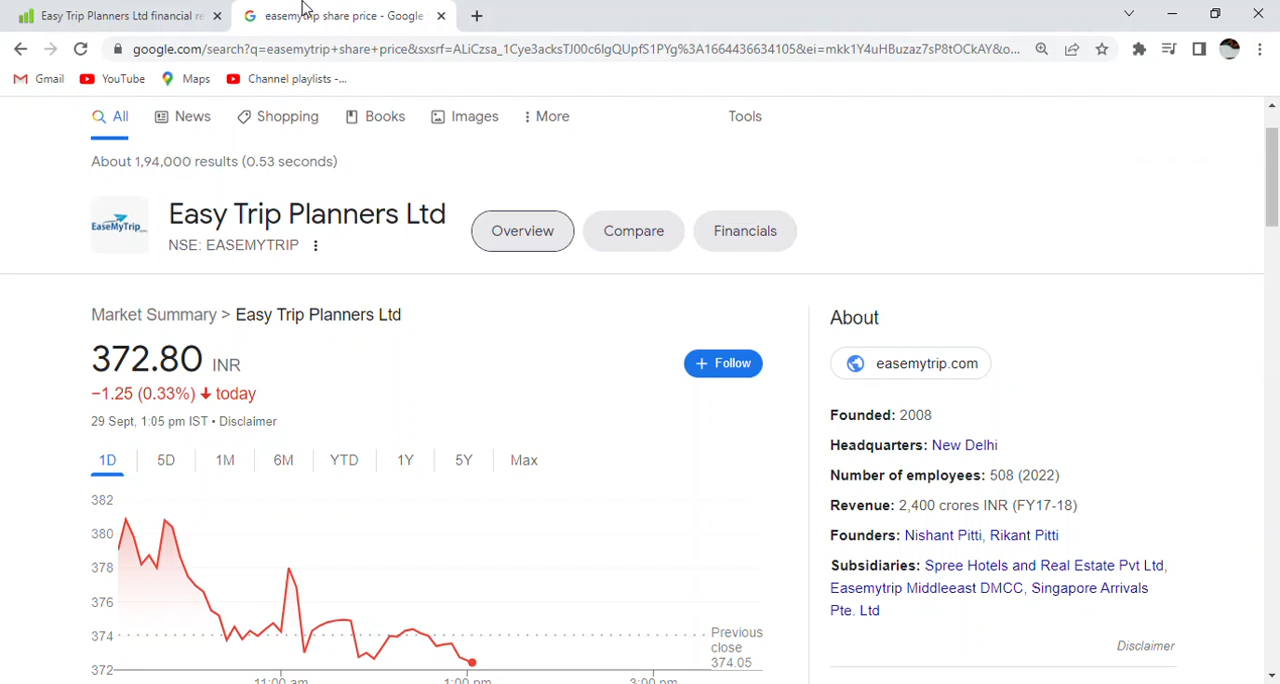 Easy Trip Planners Ltd financial re
easemytrip share price - Google
google.com/search?q=easemytrip+share+price&sxsrf=ALiCzsa_1Cye3acksTJ00c6lgQUpfS1PYg%3A1664436634105&ei=mkk1Y4uHBuzaz7sP8tOCkAY&o...
Gmail YouTube Maps Channel playlists -...
All News Shopping Books Images More Tools
About 1,94,000 results (0.53 seconds)
EaseMyTrip.com
Easy Trip Planners Ltd
NSE: EASEMYTRIP
Overview Compare Financials
Market Summary > Easy Trip Planners Ltd
372.80 INR
+ Follow
−1.25 (0.33%) today
29 Sept, 1:05 pm IST • Disclaimer
1D 5D 1M 6M YTD 1Y 5Y Max
382
380
378
376
374
372
Previous
close
374.05
11:00 am 1:00 pm 3:00 pm
About
easemytrip.com
Founded: 2008
Headquarters: New Delhi
Number of employees: 508 (2022)
Revenue: 2,400 crores INR (FY17-18)
Founders: Nishant Pitti, Rikant Pitti
Subsidiaries: Spree Hotels and Real Estate Pvt Ltd,
Easemytrip Middleeast DMCC, Singapore Arrivals
Pte. Ltd
Disclaimer